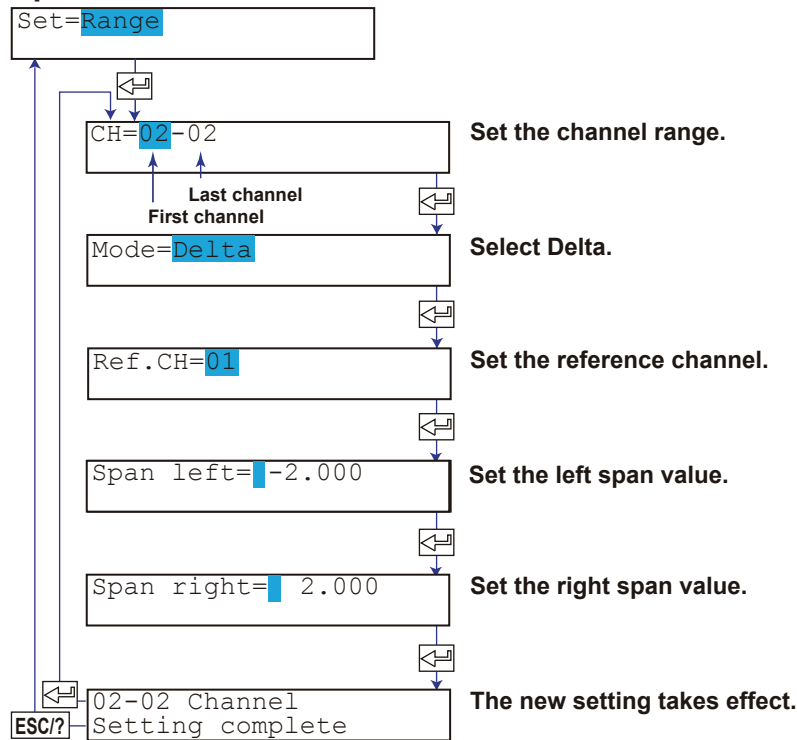 Set=Range
CH=02-02
Set the channel range.
Last channel
First channel
Mode=Delta
Select Delta.
Ref.CH=01
Set the reference channel.
Span left= -2.000
Set the left span value.
Span right= 2.000
Set the right span value.
02-02 Channel
Setting complete
The new setting takes effect.
ESC/?